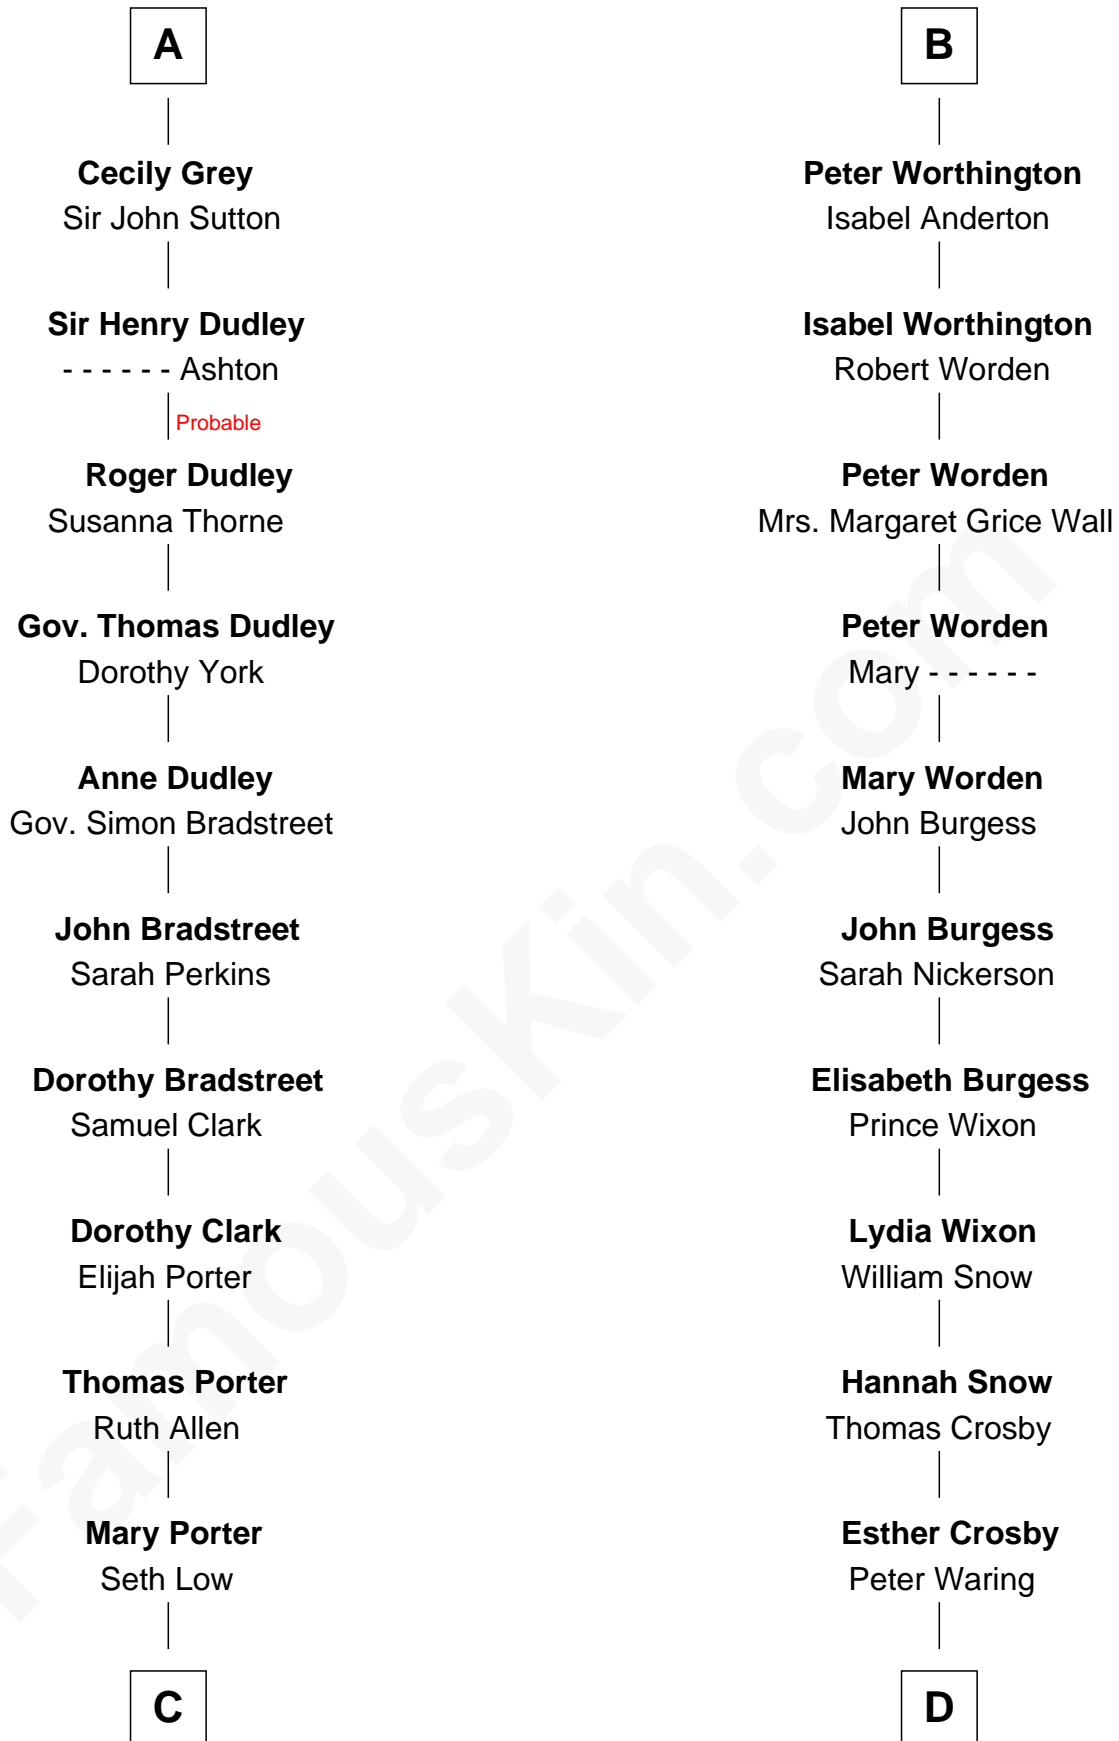 A
Cecily Grey
Sir John Sutton
Sir Henry Dudley
- - - - - - Ashton
Probable
Roger Dudley
Susanna Thorne
Gov. Thomas Dudley
Dorothy York
Anne Dudley
Gov. Simon Bradstreet
John Bradstreet
Sarah Perkins
Dorothy Bradstreet
Samuel Clark
Dorothy Clark
Elijah Porter
Thomas Porter
Ruth Allen
Mary Porter
Seth Low
C
B
Peter Worthington
Isabel Anderton
Isabel Worthington
Robert Worden
Peter Worden
Mrs. Margaret Grice Wall
Peter Worden
Mary - - - - - -
Mary Worden
John Burgess
John Burgess
Sarah Nickerson
Elisabeth Burgess
Prince Wixon
Lydia Wixon
William Snow
Hannah Snow
Thomas Crosby
Esther Crosby
Peter Waring
D
FamousKin.com